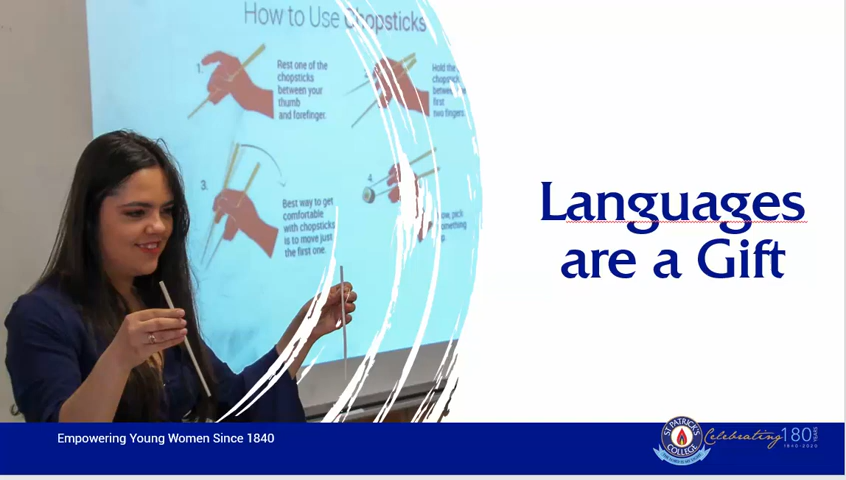 How to Use Chopsticks
1.
Rest one of the
chopsticks
between your
thumb
and forefinger.
Hold the
first
two fingers.
3.
Best way to get
comfortable
with chopsticks
is to move just
the first one.
4.
pick
Languages
are a Gift
Empowering Young Women Since 1840
ST PATRICK'S
COLLEGE
Celebrating 180 YEARS
1840-2020